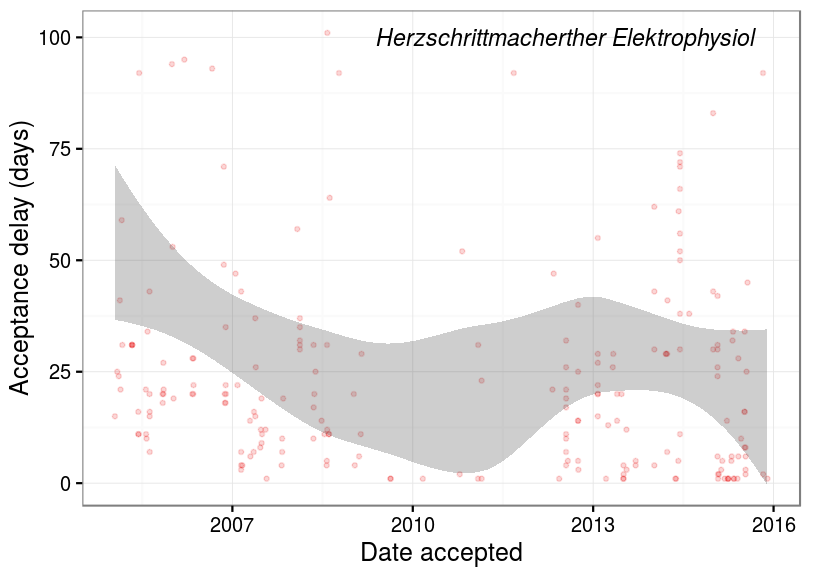 Herzschrittmacherther Elektrophysiol
Acceptance delay (days)
100
75
50
25
0
2007 2010 2013 2016
Date accepted